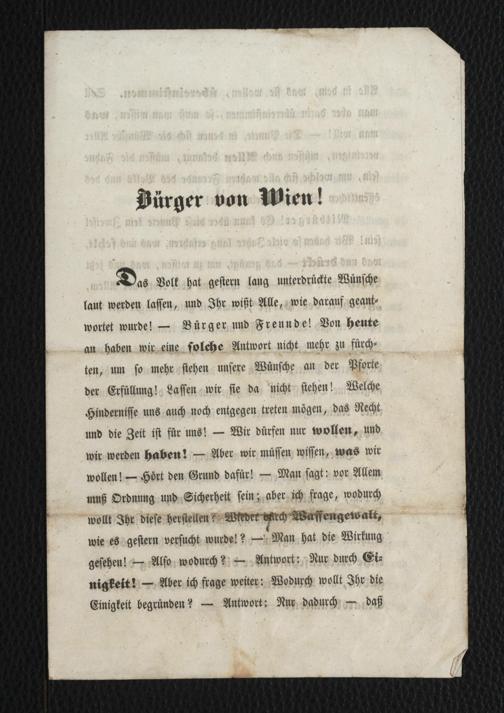 Bürger von Wien!
Das Volk hat gestern lang unterdrückte Wünsche
laut werden lassen, und Ihr wißt Alle, wie darauf geant-
wortet wurde! — Bürger und Freunde! Von heute
an haben wir eine solche Antwort nicht mehr zu fürch-
ten, um so mehr stehen unsere Wünsche an der Pforte
der Erfüllung! Lassen wir sie da nicht stehen! Welche
Hindernisse uns auch noch entgegen treten mögen, das Recht
und die Zeit ist für uns! — Wir dürfen nur wollen, und
wir werden haben! — Aber wir müssen wissen, was wir
wollen! — Hört den Grund dafür! — Man sagt: vor Allem
muß Ordnung und Sicherheit sein; aber ich frage, wodurch
wollt Ihr diese herstellen? Wieder durch Waffengewalt,
wie es gestern versucht wurde!? — Man hat die Wirkung
gesehen! — Also wodurch? — Antwort: Nur durch Ei-
nigkeit! — Aber ich frage weiter: Wodurch wollt Ihr die
Einigkeit begründen? — Antwort: Nur dadurch — daß